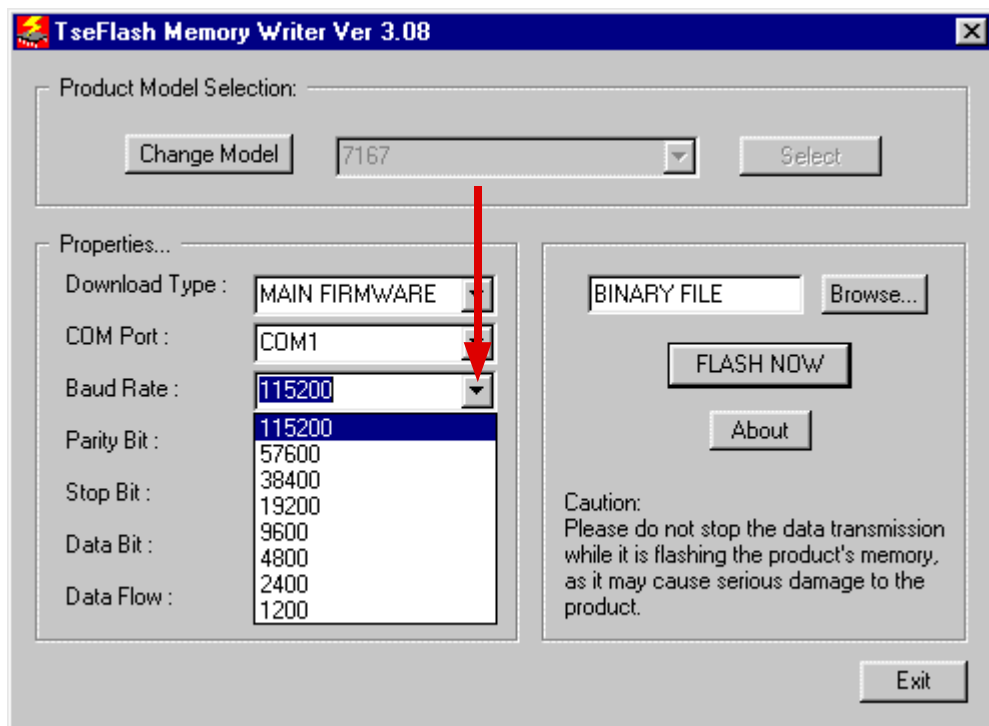 TseFlash Memory Writer Ver 3.08
Product Model Selection:
Change Model
7167
Select
Properties...
Download Type :
MAIN FIRMWARE
COM Port :
COM1
Baud Rate :
115200
115200
57600
38400
19200
9600
4800
2400
1200
Parity Bit :
Stop Bit :
Data Bit :
Data Flow :
BINARY FILE
Browse...
FLASH NOW
About
Caution:
Please do not stop the data transmission
while it is flashing the product's memory,
as it may cause serious damage to the
product.
Exit